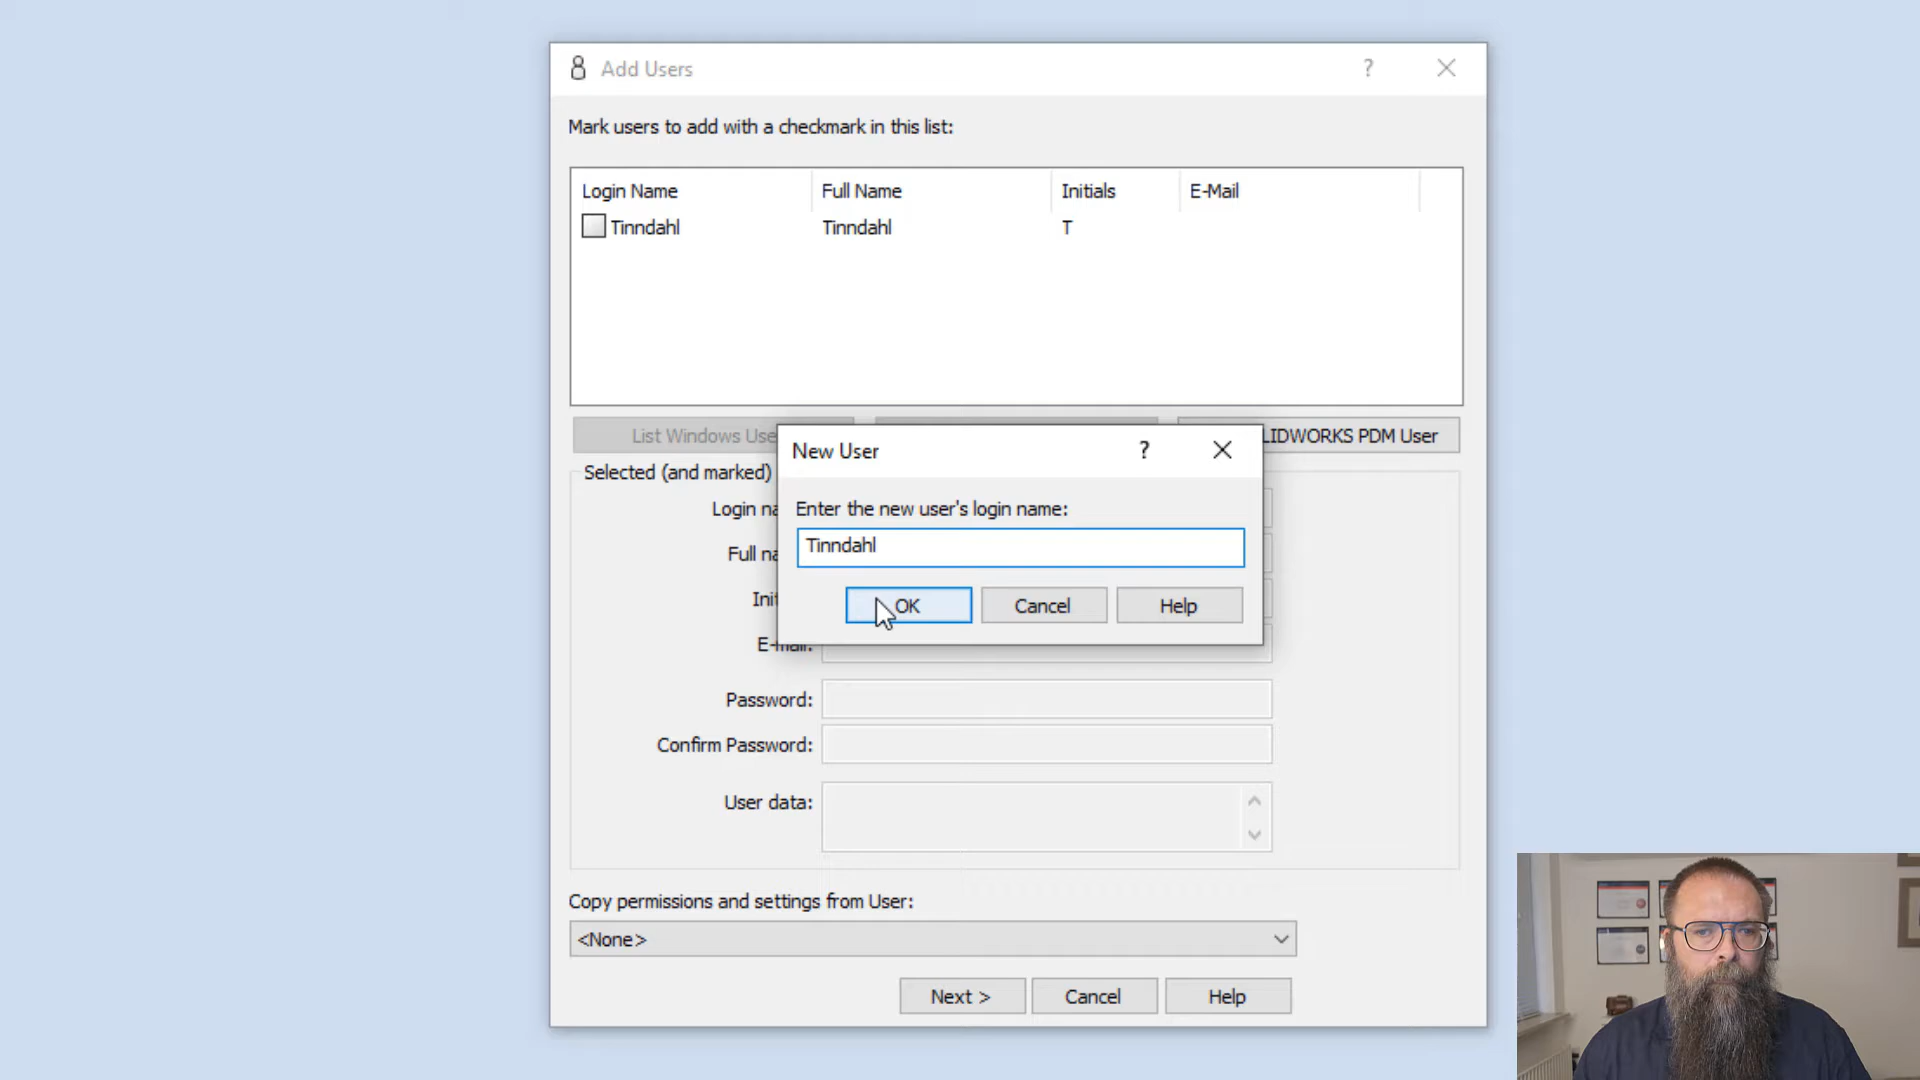 Add Users
?
Mark users to add with a checkmark in this list:
Login Name Full Name Initials E-Mail
Tinndahl Tinndahl T
List Windows Use
LIDWORKS PDM User
New User
?
Selected (and marked)
Enter the new user's login name:
Login na
Tinndahl
Full na
Init
OK Cancel Help
E-mail:
Password:
Confirm Password:
User data:
Copy permissions and settings from User:
<None>
Next > Cancel Help